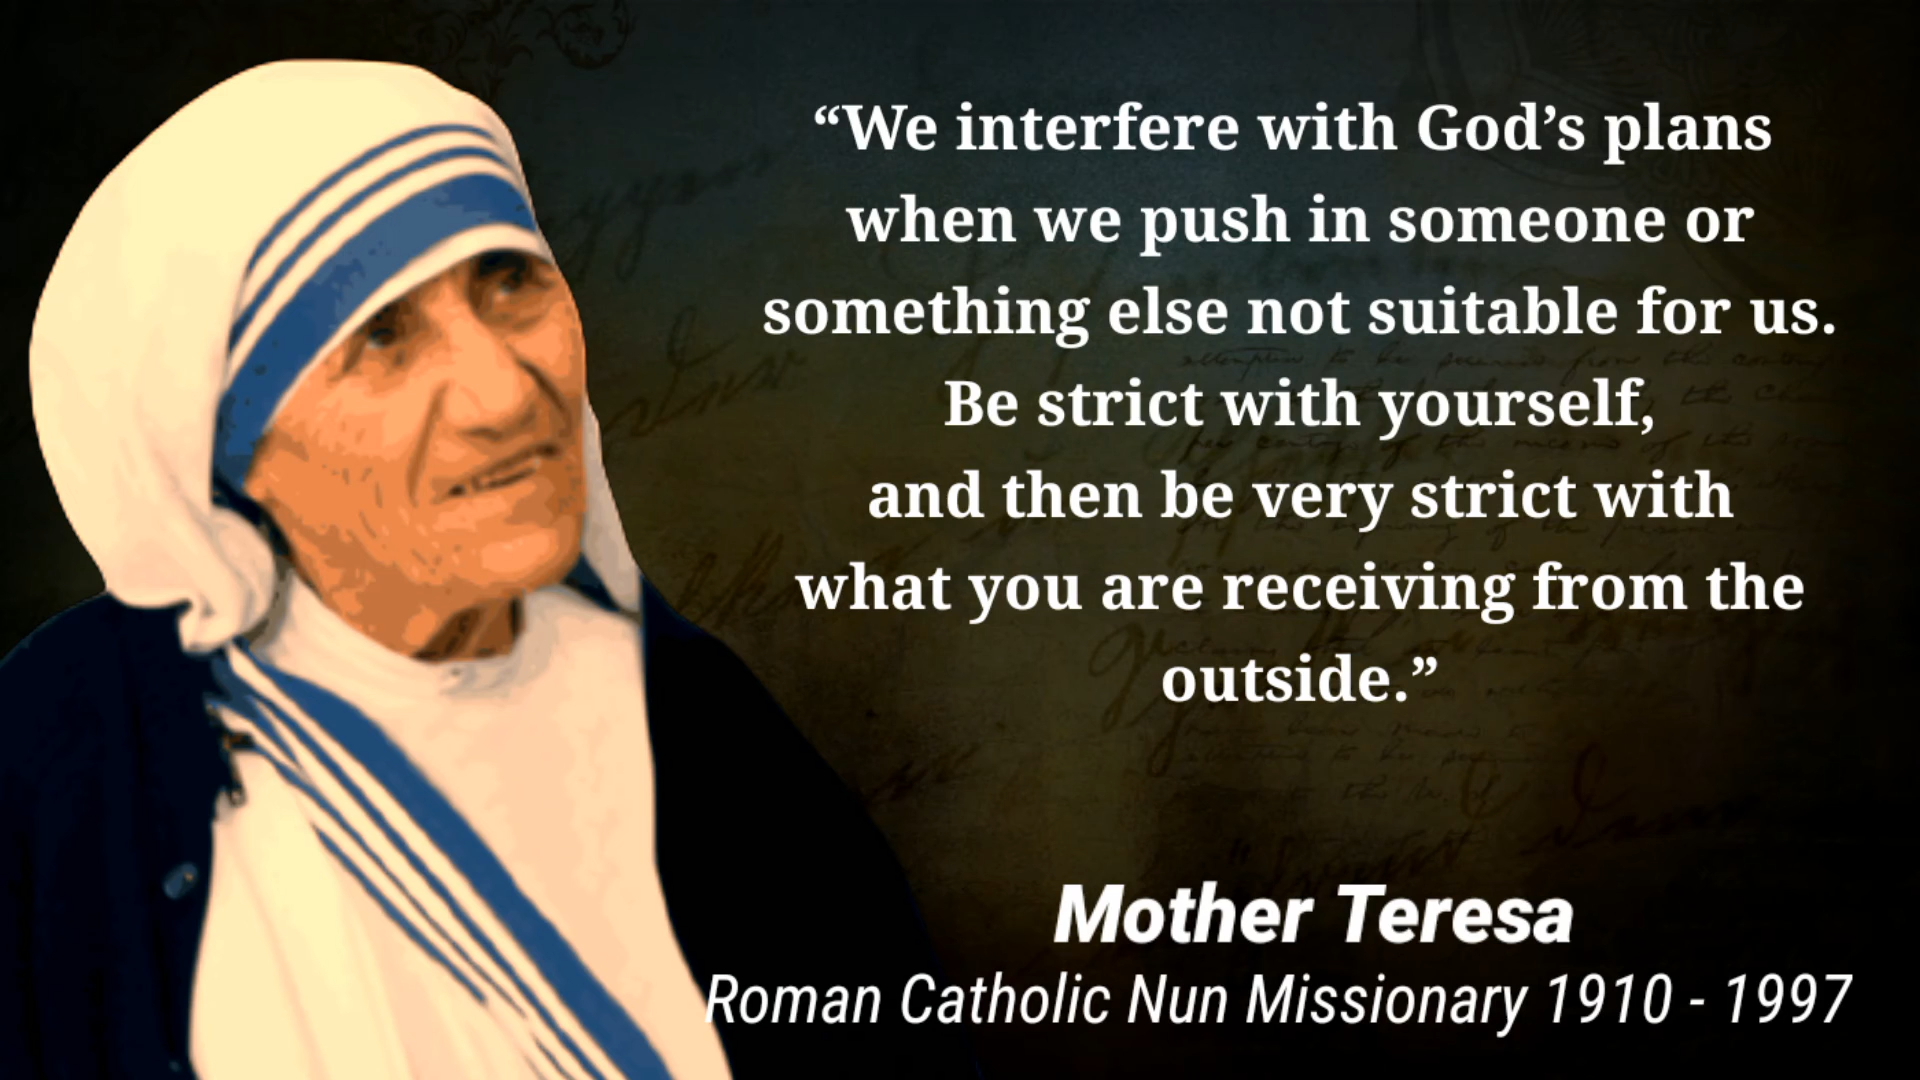 “We interfere with God’s plans
when we push in someone or
something else not suitable for us.
Be strict with yourself,
and then be very strict with
what you are receiving from the
outside.”
Mother Teresa
Roman Catholic Nun Missionary 1910 - 1997